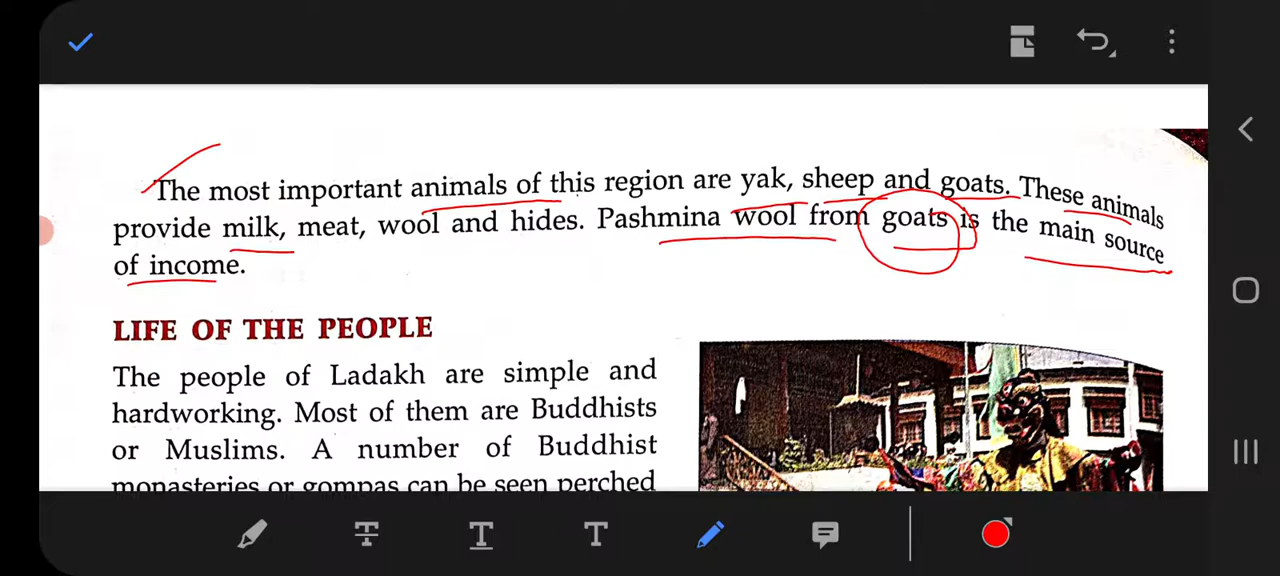 The most important animals of this region are yak, sheep and goats. These animals
provide milk, meat, wool and hides. Pashmina wool from goats is the main source
of income.
LIFE OF THE PEOPLE
The people of Ladakh are simple and
hardworking. Most of them are Buddhists
or Muslims. A number of Buddhist
monasteries or gompas can be seen perched
T
T
T